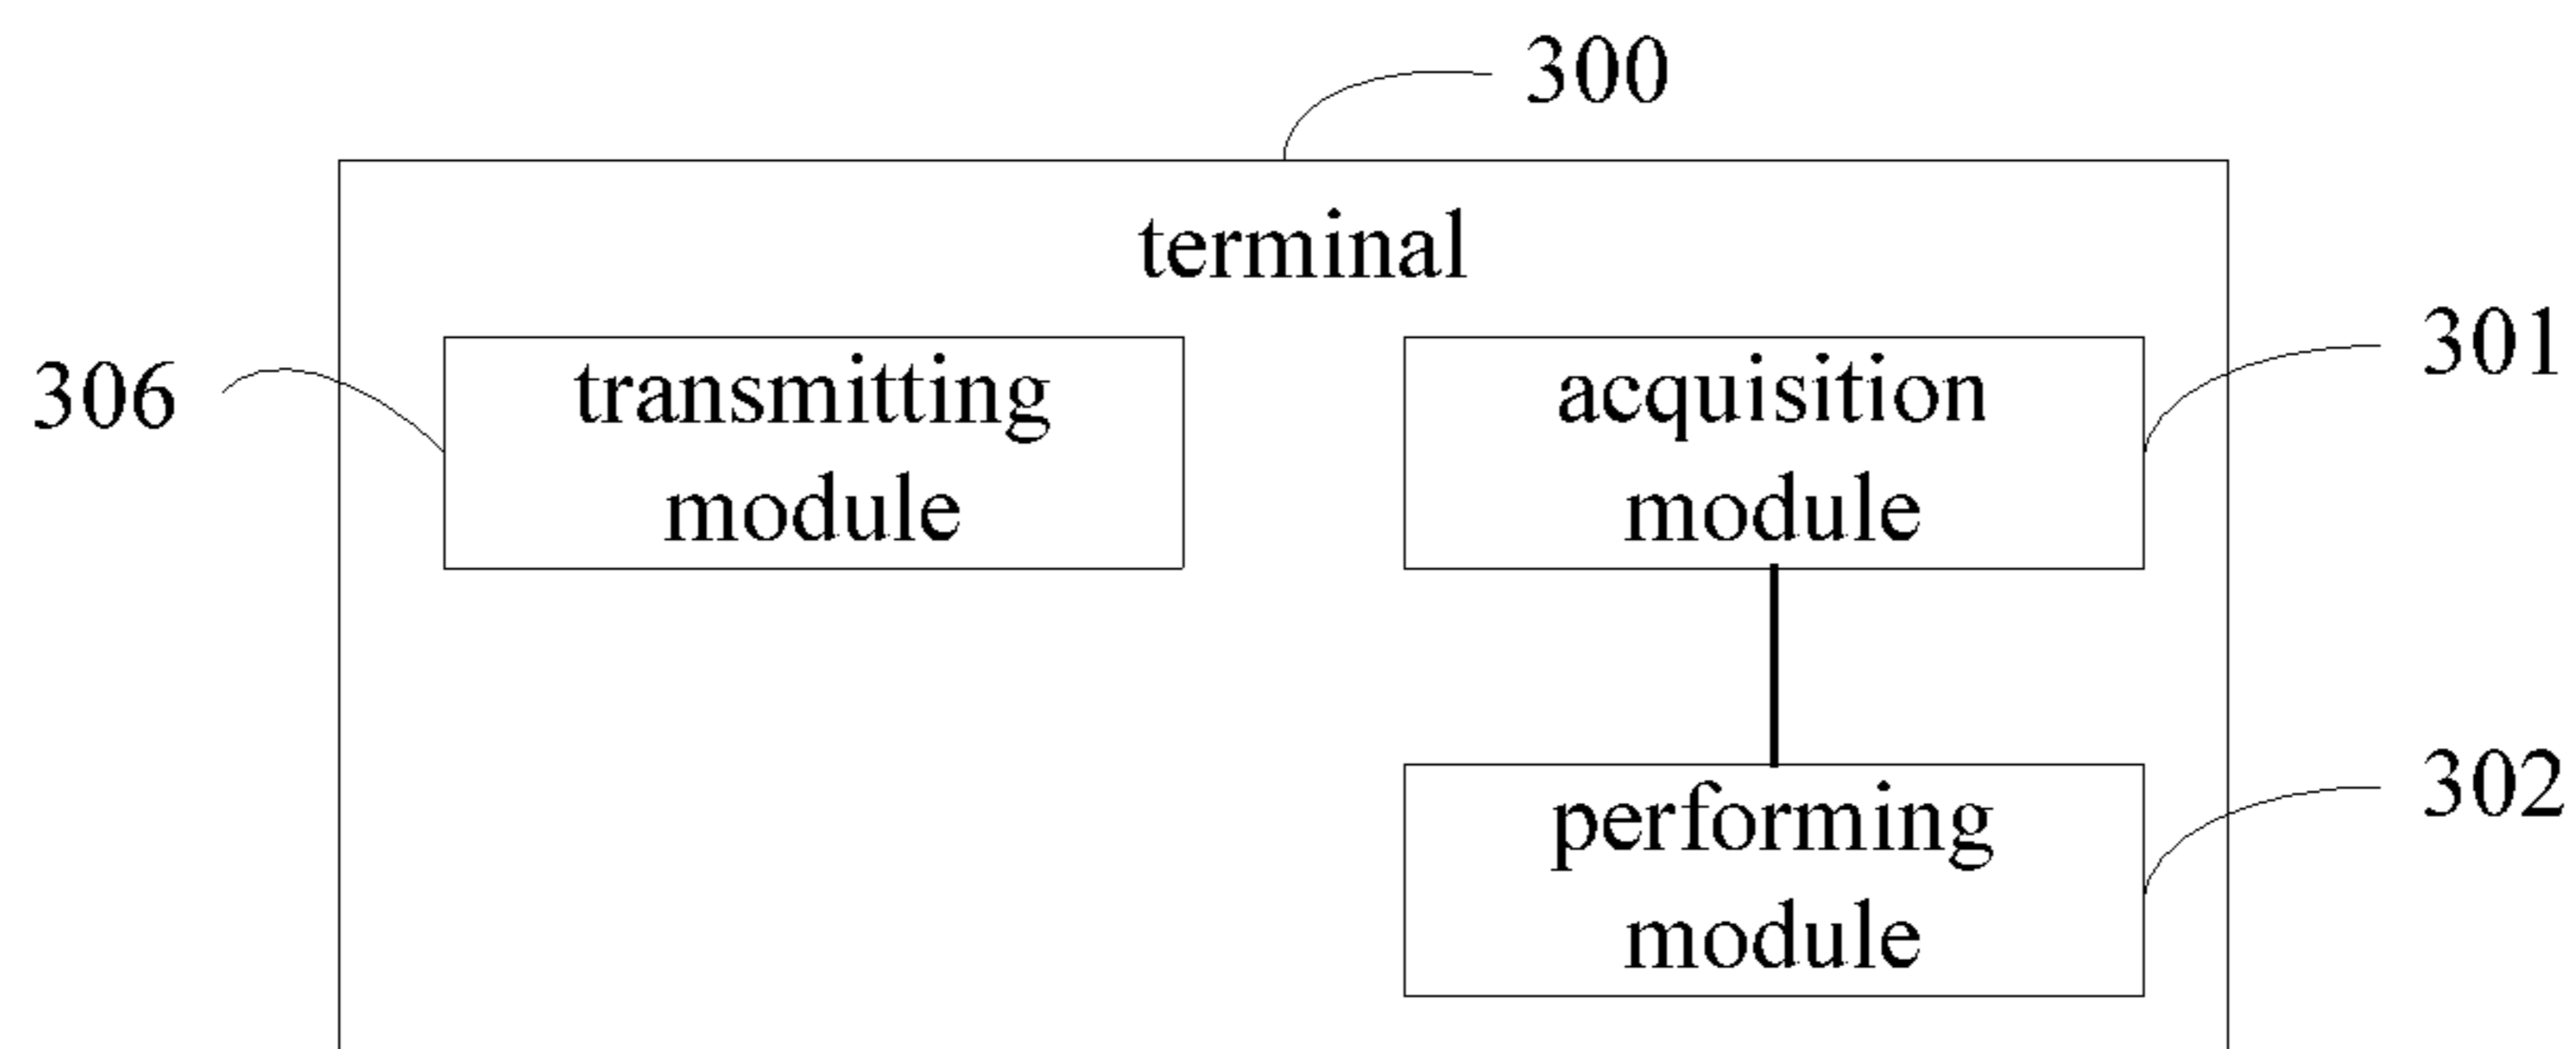 300
terminal
306
transmitting
module
acquisition
module
301
performing
module
302